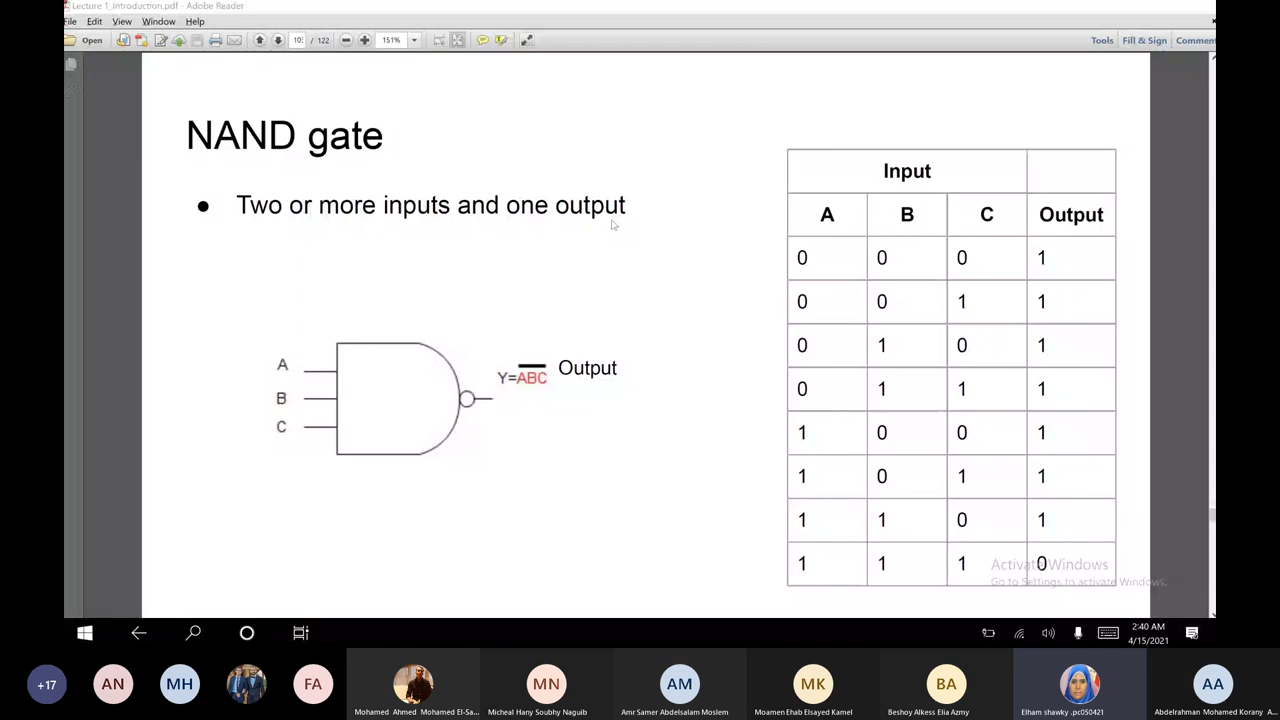 Lecture 1_Introduction.pdf - Adobe Reader
File Edit View Window Help
Open 103 / 122 151% Tools Fill & Sign Comment
NAND gate
● Two or more inputs and one output
A
B
C
Y=ABC Output
Input
A B C Output
0 0 0 1
0 0 1 1
0 1 0 1
0 1 1 1
1 0 0 1
1 0 1 1
1 1 0 1
1 1 1 0
Activate Windows
Go to Settings to activate Windows.
2:40 AM
4/15/2021
+17 AN MH FA MN AM MK BA AA
Mohamed Ahmed Mohamed El-Sa... Micheal Hany Soubhy Naguib Amr Samer Abdelsalam Moslem Moamen Ehab Elsayed Kamel Beshoy Alkess Elia Azmy Elham shawky .pc050421 Abdelrahman Mohamed Korany A...